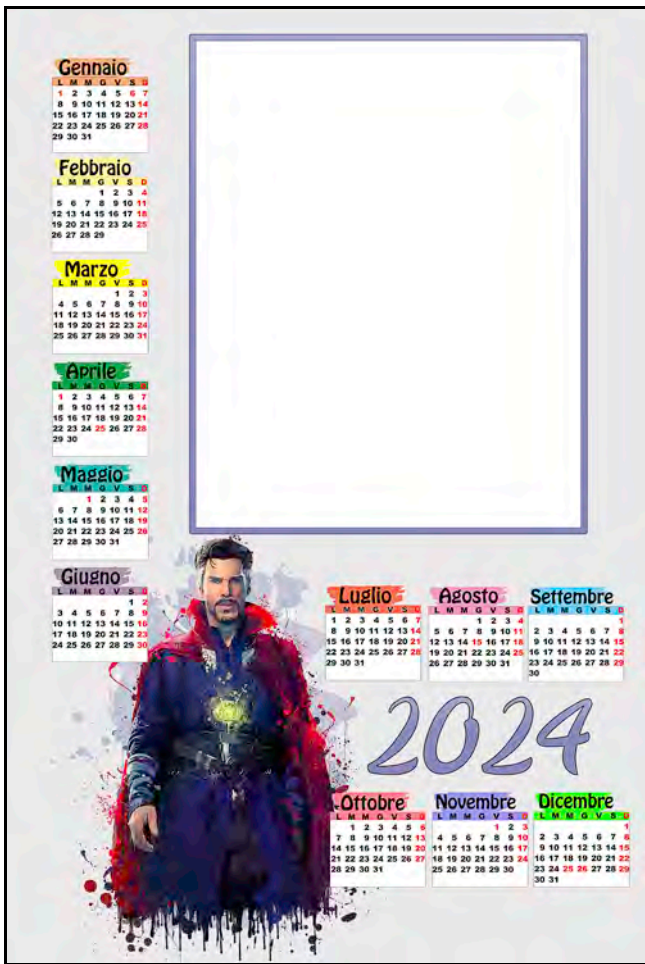 Gennaio
L M M G V S D
1 2 3 4 5 6 7
8 9 10 11 12 13 14
15 16 17 18 19 20 21
22 23 24 25 26 27 28
29 30 31
Febbraio
L M M G V S D
1 2 3 4
5 6 7 8 9 10 11
12 13 14 15 16 17 18
19 20 21 22 23 24 25
26 27 28 29
Marzo
L M M G V S D
1 2 3
4 5 6 7 8 9 10
11 12 13 14 15 16 17
18 19 20 21 22 23 24
25 26 27 28 29 30 31
Aprile
L M M G V S D
1 2 3 4 5 6 7
8 9 10 11 12 13 14
15 16 17 18 19 20 21
22 23 24 25 26 27 28
29 30
Maggio
L M M G V S D
1 2 3 4 5
6 7 8 9 10 11 12
13 14 15 16 17 18 19
20 21 22 23 24 25 26
27 28 29 30 31
Giugno
L M M G V S D
1 2
3 4 5 6 7 8 9
10 11 12 13 14 15 16
17 18 19 20 21 22 23
24 25 26 27 28 29 30
Luglio
L M M G V S D
1 2 3 4 5 6 7
8 9 10 11 12 13 14
15 16 17 18 19 20 21
22 23 24 25 26 27 28
29 30 31
Agosto
L M M G V S D
1 2 3 4
5 6 7 8 9 10 11
12 13 14 15 16 17 18
19 20 21 22 23 24 25
26 27 28 29 30 31
Settembre
L M M G V S D
1
2 3 4 5 6 7 8
9 10 11 12 13 14 15
16 17 18 19 20 21 22
23 24 25 26 27 28 29
30
2024
Ottobre
L M M G V S D
1 2 3 4 5 6
7 8 9 10 11 12 13
14 15 16 17 18 19 20
21 22 23 24 25 26 27
28 29 30 31
Novembre
L M M G V S D
1 2 3
4 5 6 7 8 9 10
11 12 13 14 15 16 17
18 19 20 21 22 23 24
25 26 27 28 29 30
Dicembre
L M M G V S D
1
2 3 4 5 6 7 8
9 10 11 12 13 14 15
16 17 18 19 20 21 22
23 24 25 26 27 28 29
30 31